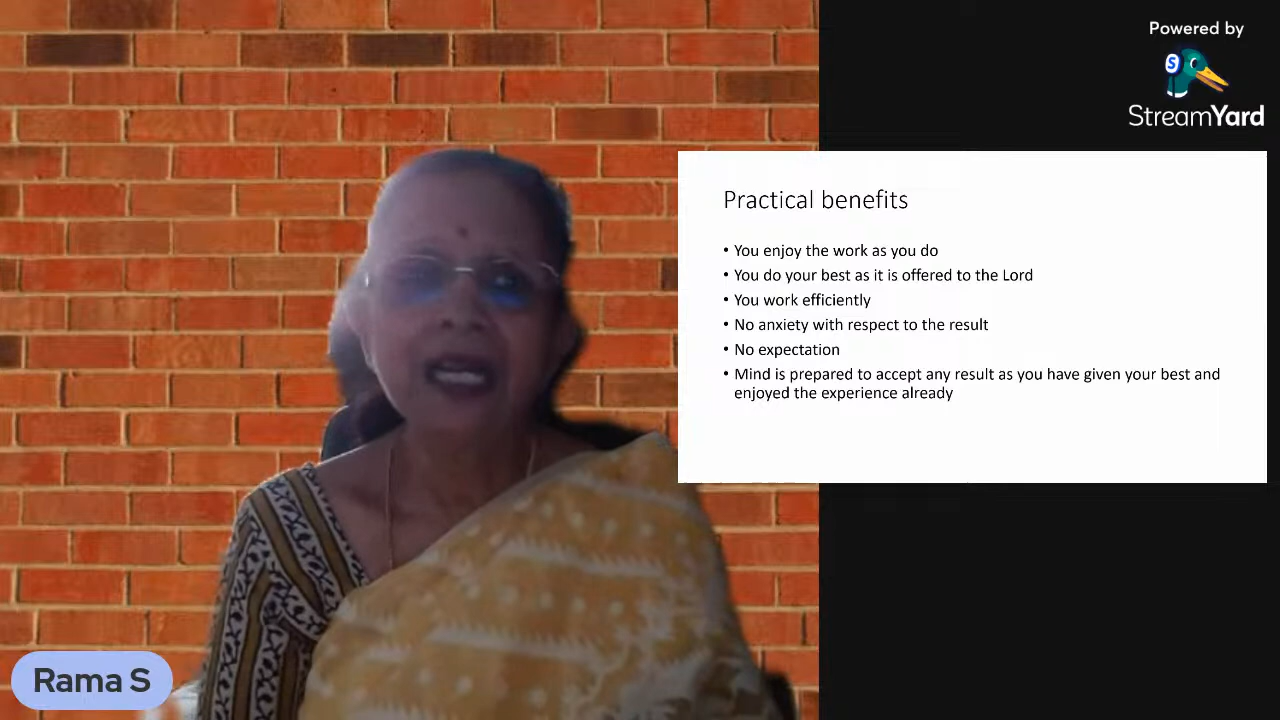 Powered by
S
StreamYard
Practical benefits
• You enjoy the work as you do
• You do your best as it is offered to the Lord
• You work efficiently
• No anxiety with respect to the result
• No expectation
• Mind is prepared to accept any result as you have given your best and
enjoyed the experience already
Rama S